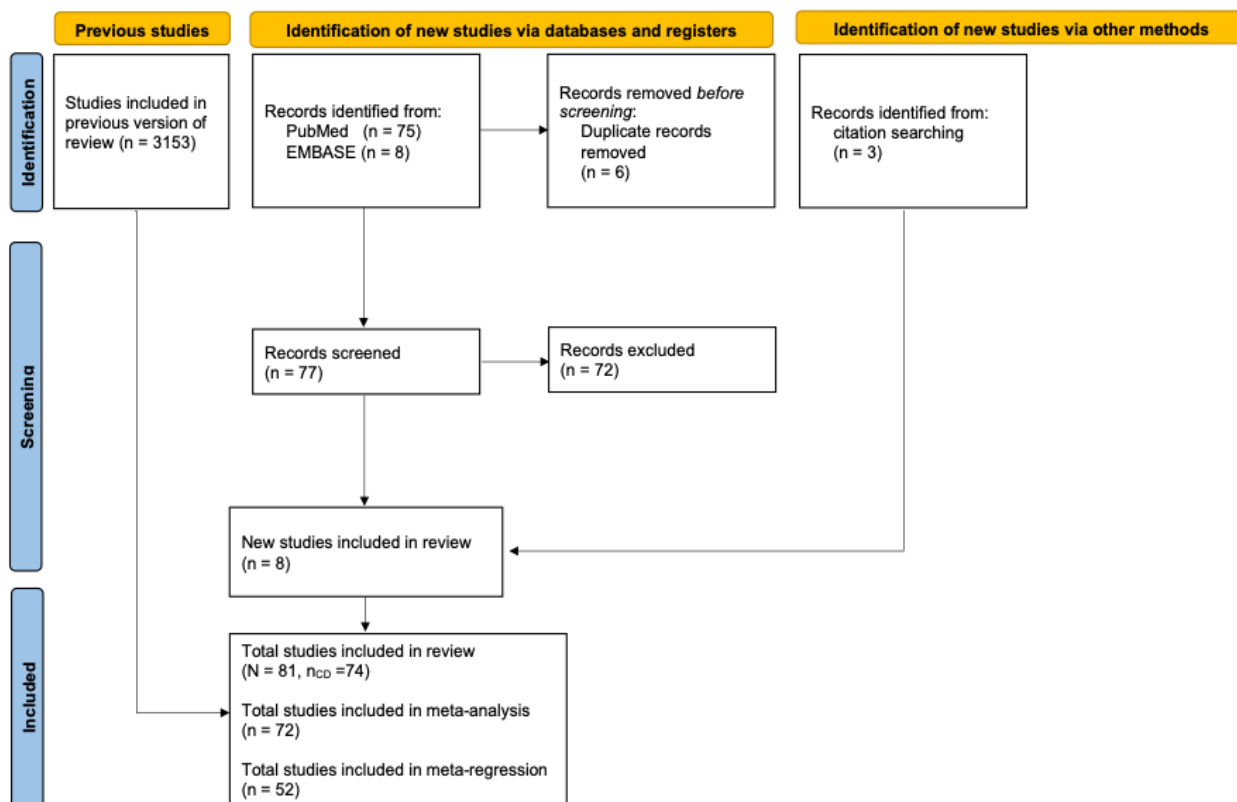 Previous studies
Identification of new studies via databases and registers
Identification of new studies via other methods
Identification
Studies included in
previous version of
review (n = 3153)
Records identified from:
PubMed (n = 75)
EMBASE (n = 8)
Records removed before
screening:
Duplicate records
removed
(n = 6)
Records identified from:
citation searching
(n = 3)
Screening
Records screened
(n = 77)
Records excluded
(n = 72)
New studies included in review
(n = 8)
Included
Total studies included in review
(N = 81, nCD =74)
Total studies included in meta-analysis
(n = 72)
Total studies included in meta-regression
(n = 52)